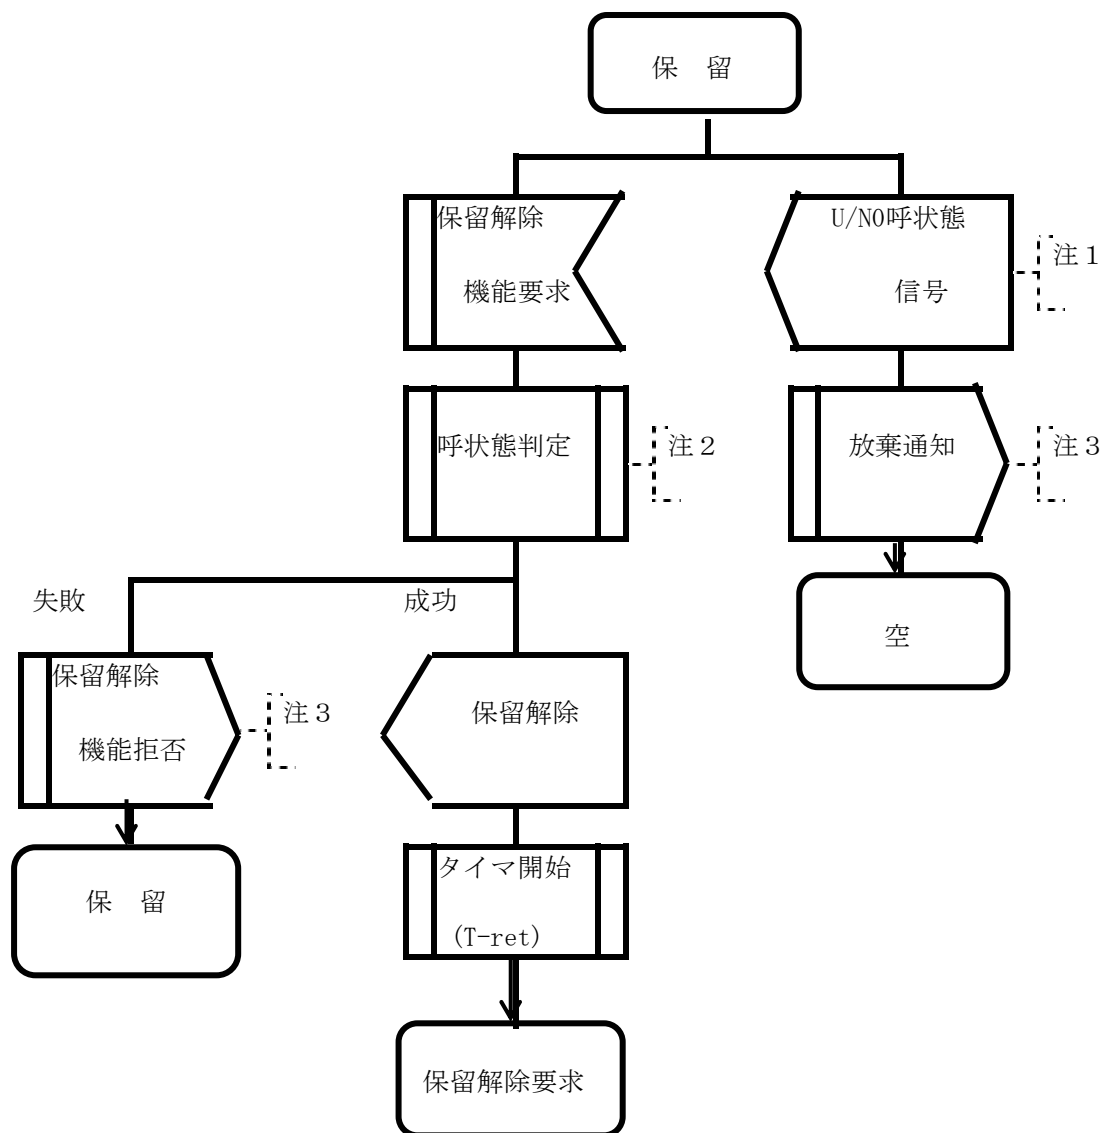 保　留
保留解除
機能要求
U/N0呼状態
信号
注１
呼状態判定
注２
放棄通知
注３
失敗
成功
空
保留解除
機能拒否
注３
保留解除
保　留
タイマ開始
(T-ret)
保留解除要求